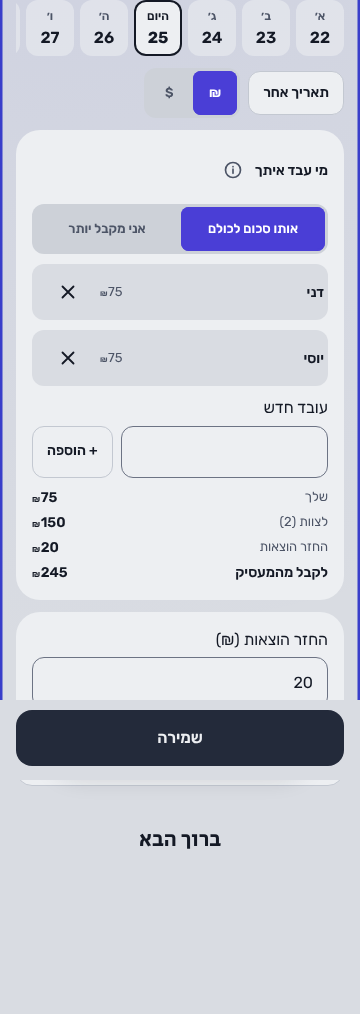 א׳ ב׳ ג׳ היום ה׳ ו׳
22 23 24 25 26 27
תאריך אחר ₪ $
מי עבד איתך
אותו סכום לכולם אני מקבל יותר
דני ₪75
יוסי ₪75
עובד חדש
+ הוספה
שלך ₪75
לצוות (2) ₪150
החזר הוצאות ₪20
לקבל מהמעסיק ₪245
החזר הוצאות (₪)
20
שמירה
ברוך הבא